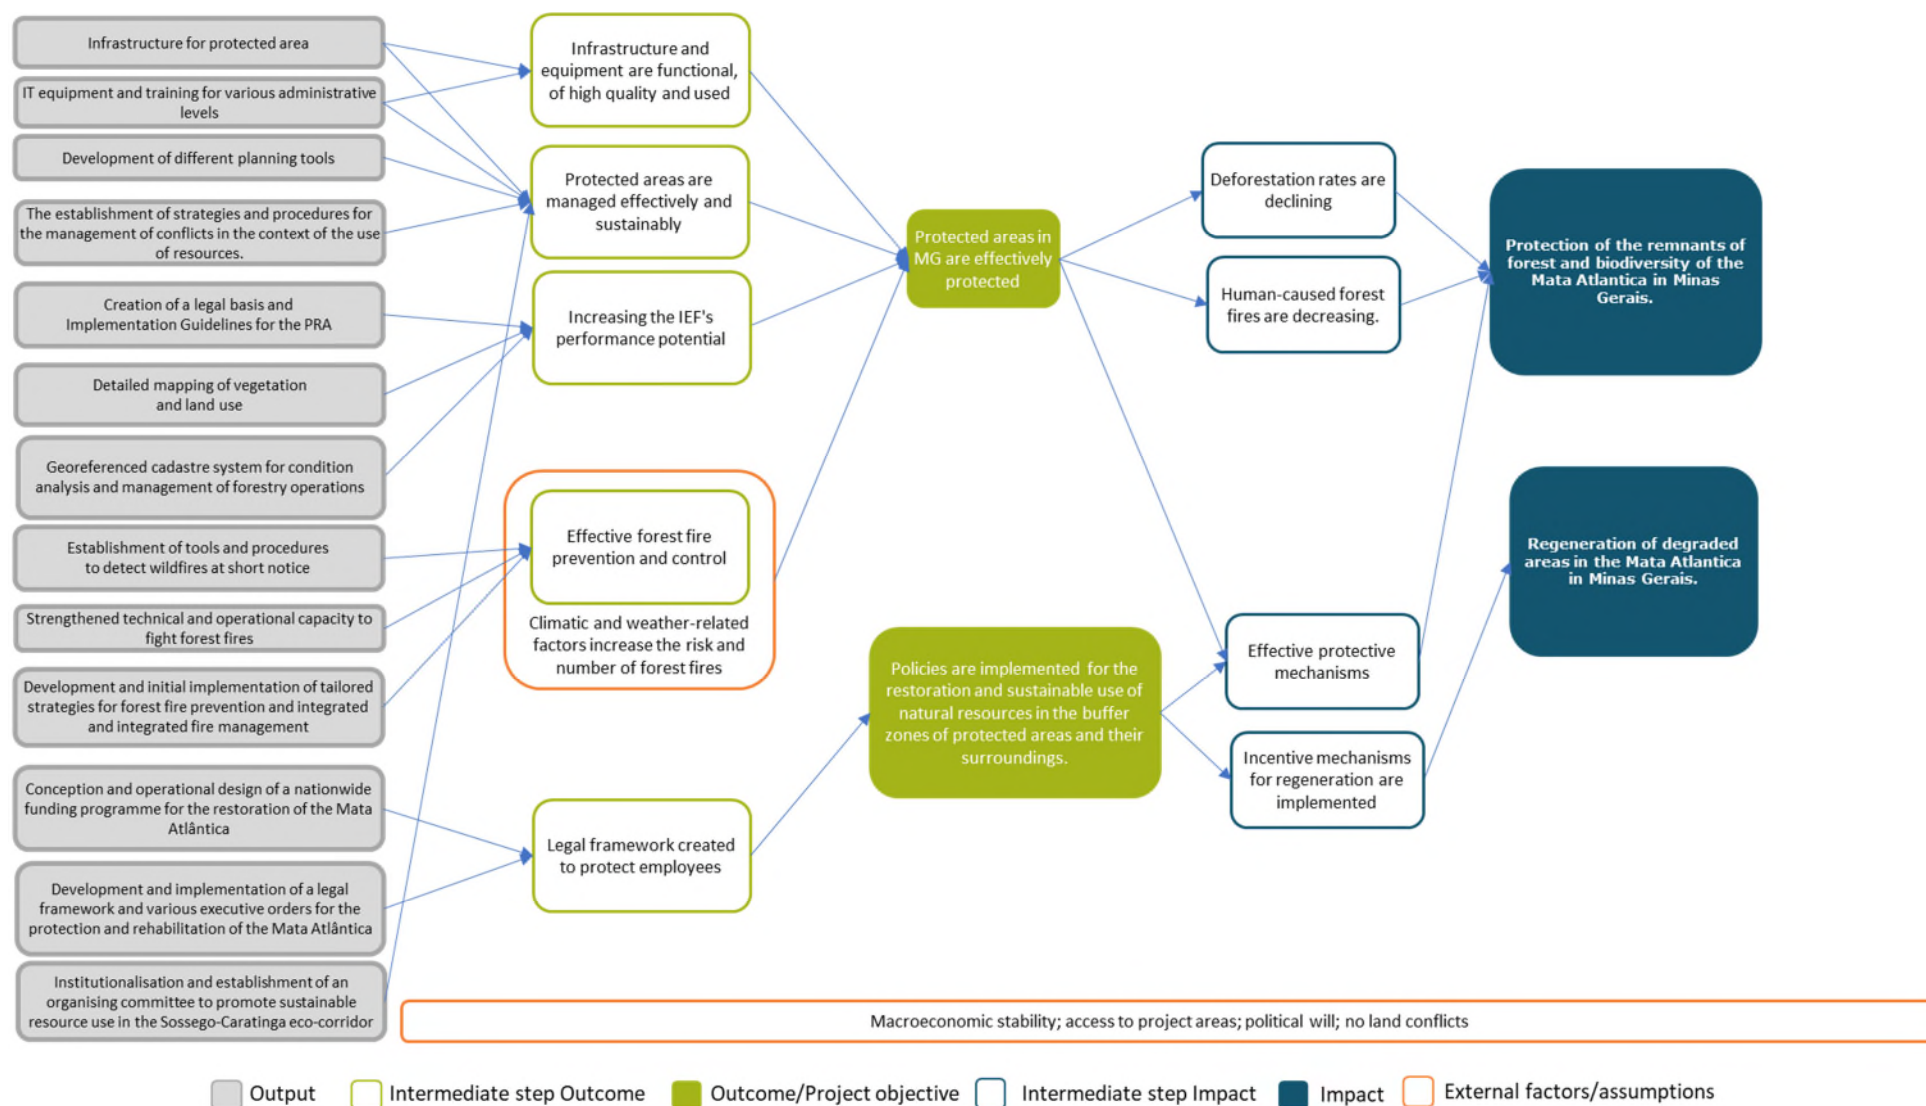 Infrastructure for protected area
IT equipment and training for various administrative
levels
Development of different planning tools
The establishment of strategies and procedures for
the management of conflicts in the context of the use
of resources.
Creation of a legal basis and
Implementation Guidelines for the PRA
Detailed mapping of vegetation
and land use
Georeferenced cadastre system for condition
analysis and management of forestry operations
Establishment of tools and procedures
to detect wildfires at short notice
Strengthened technical and operational capacity to
fight forest fires
Development and initial implementation of tailored
strategies for forest fire prevention and integrated
and integrated fire management
Conception and operational design of a nationwide
funding programme for the restoration of the Mata
Atlântica
Development and implementation of a legal
framework and various executive orders for the
protection and rehabilitation of the Mata Atlântica
Institutionalisation and establishment of an
organising committee to promote sustainable
resource use in the Sossego-Caratinga eco-corridor
Infrastructure and
equipment are functional,
of high quality and used
Protected areas are
managed effectively and
sustainably
Increasing the IEF's
performance potential
Effective forest fire
prevention and control
Climatic and weather-related
factors increase the risk and
number of forest fires
Legal framework created
to protect employees
Protected areas in
MG are effectively
protected
Policies are implemented for the
restoration and sustainable use of
natural resources in the buffer
zones of protected areas and their
surroundings.
Deforestation rates are
declining
Human-caused forest
fires are decreasing.
Effective protective
mechanisms
Incentive mechanisms
for regeneration are
implemented
Protection of the remnants of
forest and biodiversity of the
Mata Atlantica in Minas
Gerais.
Regeneration of degraded
areas in the Mata Atlantica
in Minas Gerais.
Macroeconomic stability; access to project areas; political will; no land conflicts
Output
Intermediate step Outcome
Outcome/Project objective
Intermediate step Impact
Impact
External factors/assumptions